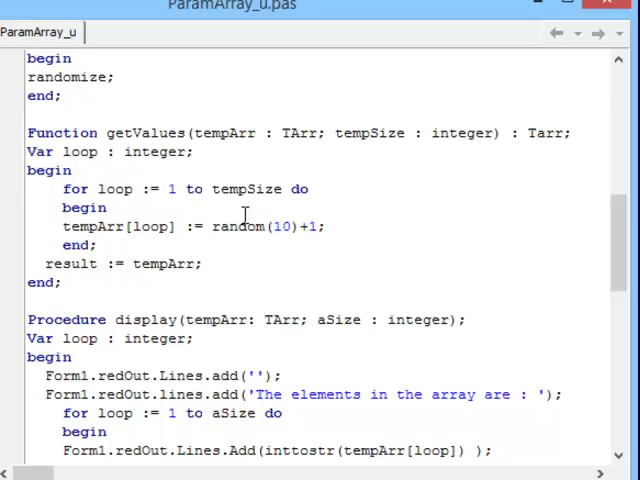 ParamArray_u.pas
ParamArray_u
begin
randomize;
end;
Function getValues(tempArr : TArr; tempSize : integer) : Tarr;
Var loop : integer;
begin
for loop := 1 to tempSize do
begin
tempArr[loop] := random(10)+1;
end;
result := tempArr;
end;
Procedure display(tempArr: TArr; aSize : integer);
Var loop : integer;
begin
Form1.redOut.Lines.add('');
Form1.redOut.lines.add('The elements in the array are : ');
for loop := 1 to aSize do
begin
Form1.redOut.Lines.Add(inttostr(tempArr[loop]) );